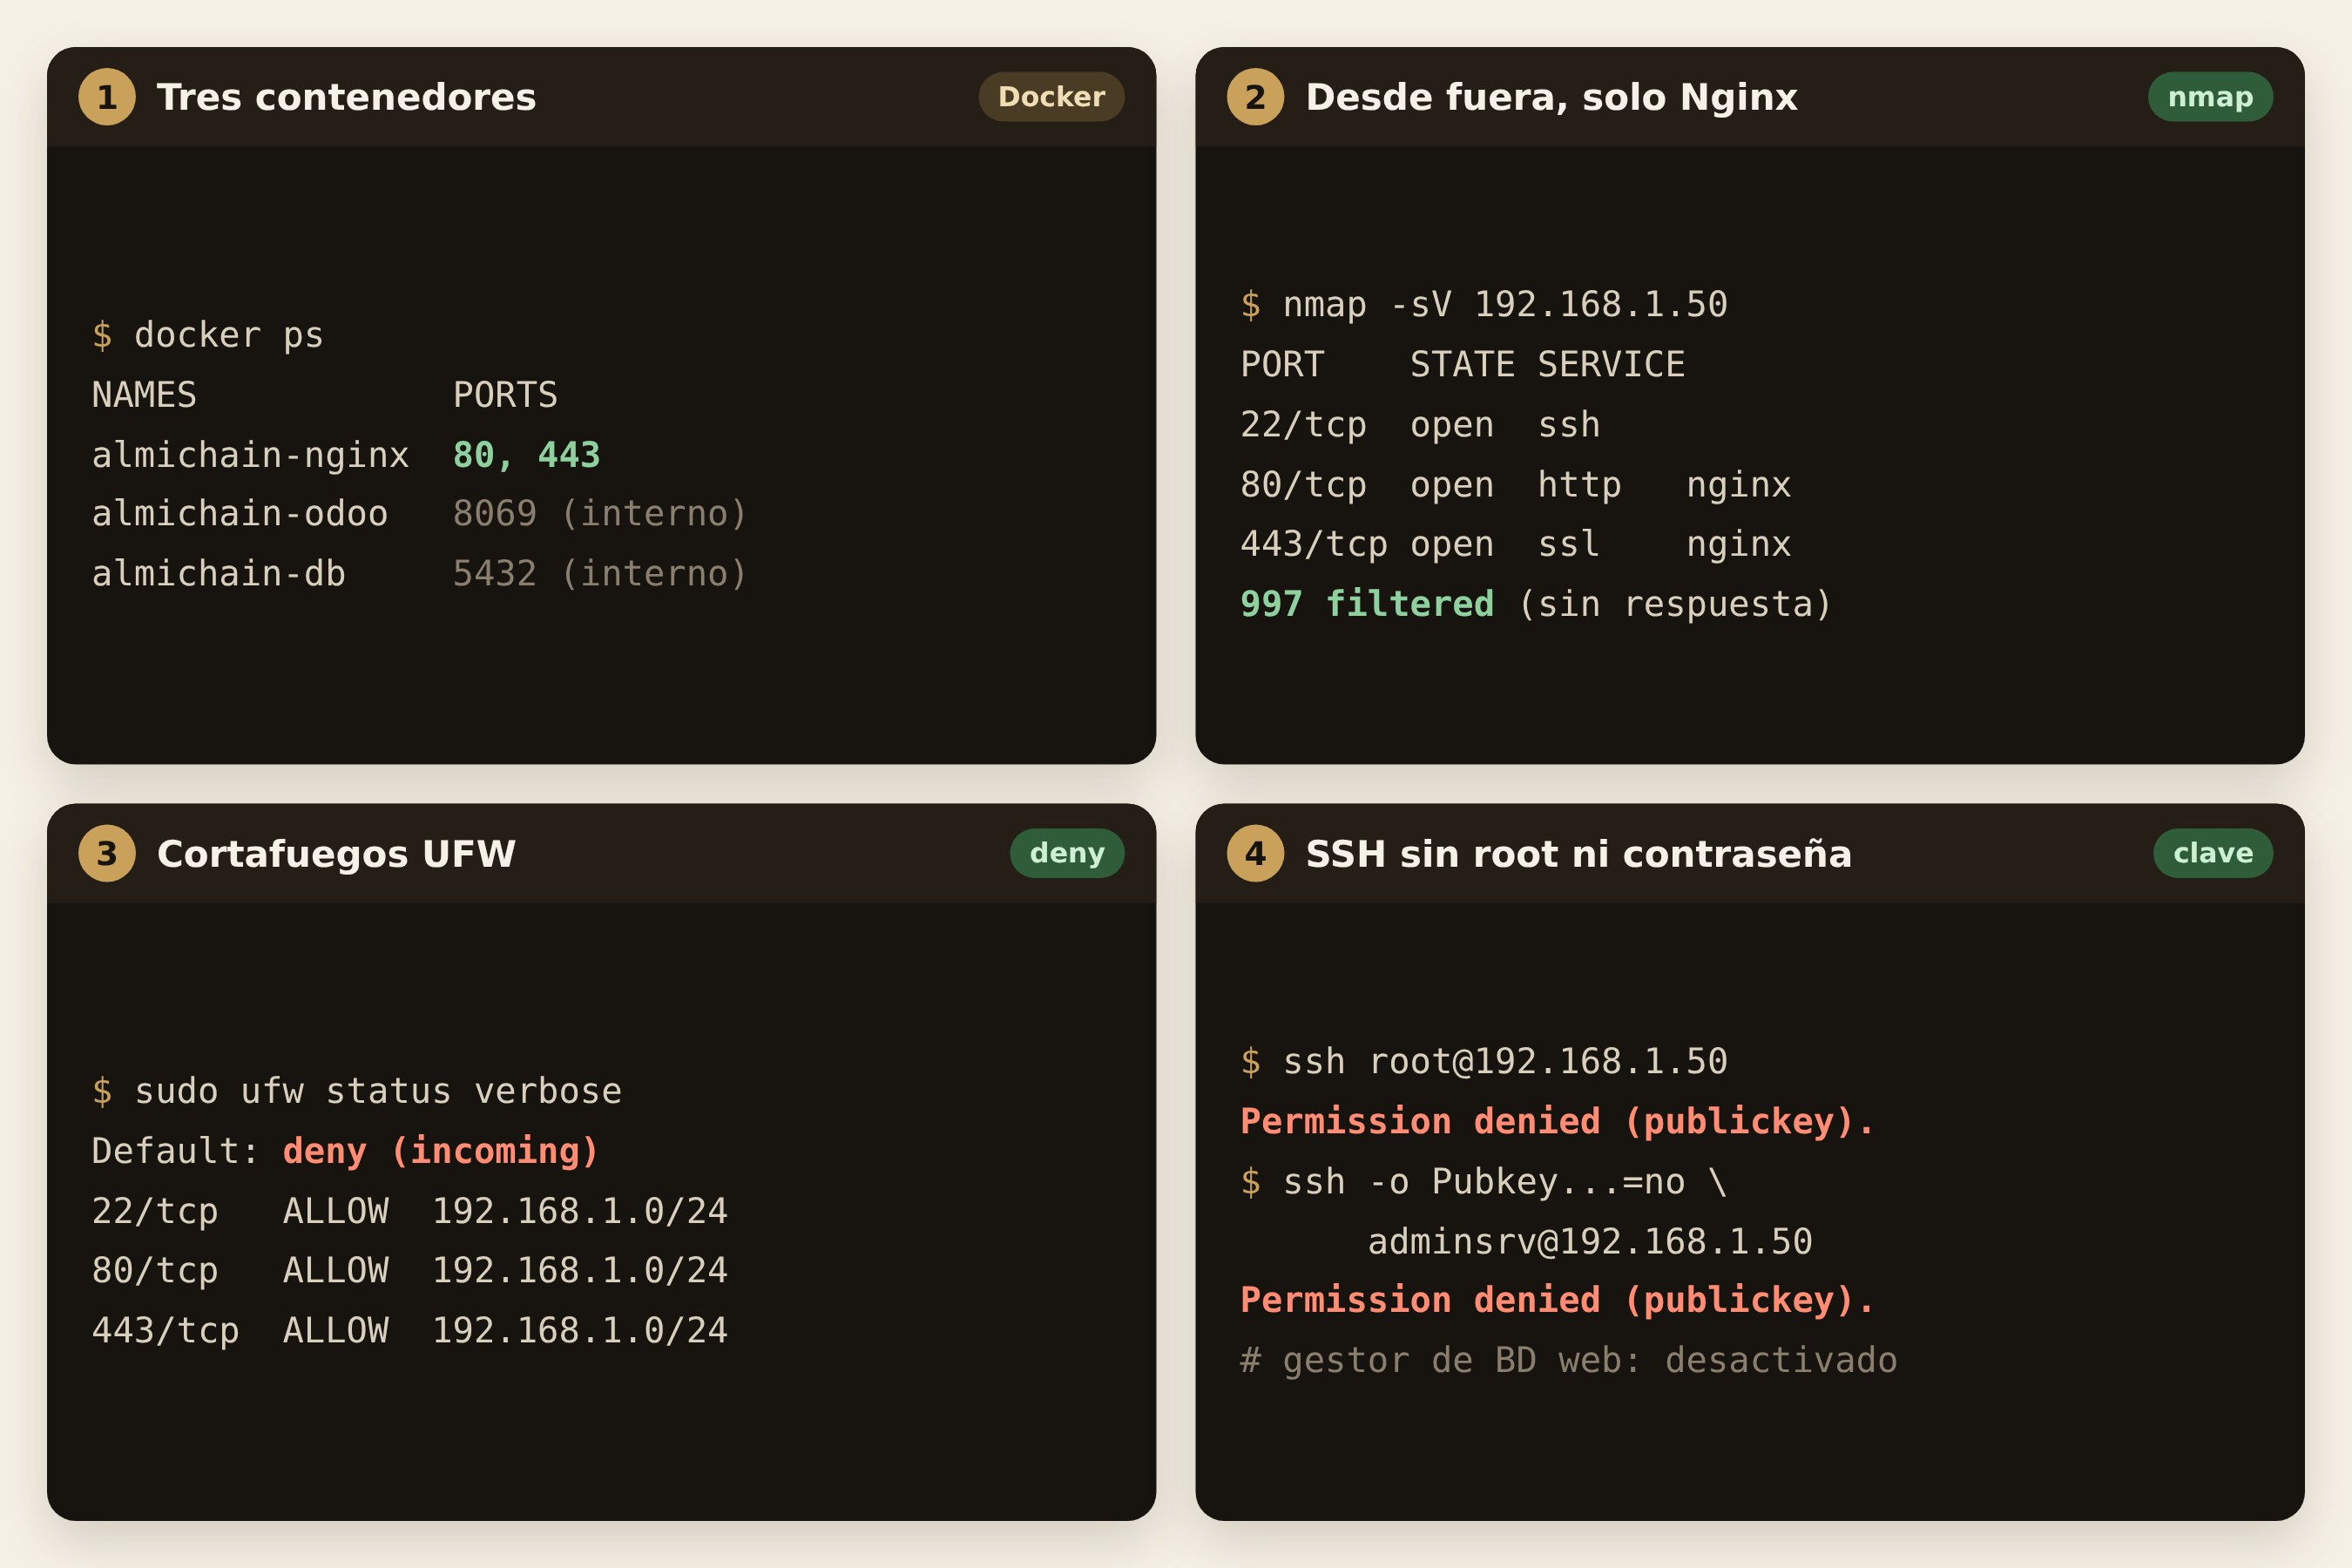 1 Tres contenedores Docker
$ docker ps
NAMES            PORTS
almichain-nginx  80, 443
almichain-odoo   8069 (interno)
almichain-db     5432 (interno)
2 Desde fuera, solo Nginx nmap
$ nmap -sV 192.168.1.50
PORT    STATE SERVICE
22/tcp  open  ssh
80/tcp  open  http   nginx
443/tcp open  ssl    nginx
997 filtered (sin respuesta)
3 Cortafuegos UFW deny
$ sudo ufw status verbose
Default: deny (incoming)
22/tcp   ALLOW  192.168.1.0/24
80/tcp   ALLOW  192.168.1.0/24
443/tcp  ALLOW  192.168.1.0/24
4 SSH sin root ni contraseña clave
$ ssh root@192.168.1.50
Permission denied (publickey).
$ ssh -o Pubkey...=no \
      adminsrv@192.168.1.50
Permission denied (publickey).
# gestor de BD web: desactivado